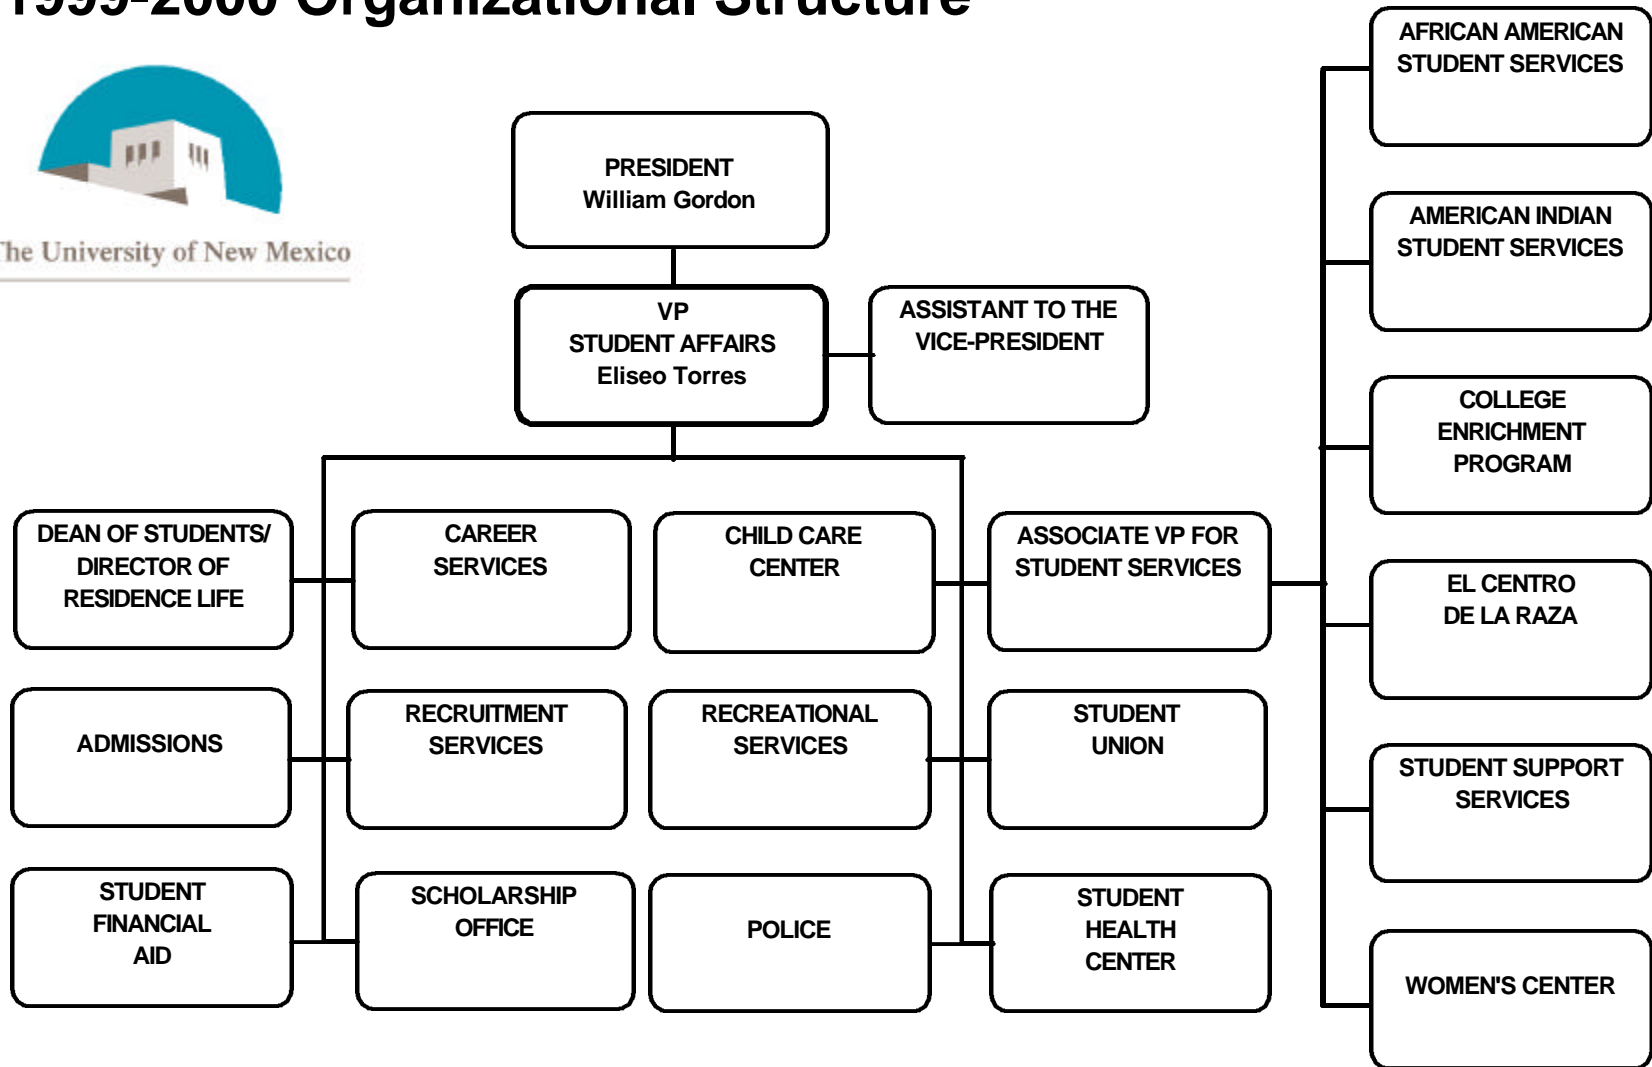 1999-2000 Organizational Structure
The University of New Mexico
PRESIDENT
William Gordon
VP
STUDENT AFFAIRS
Eliseo Torres
ASSISTANT TO THE
VICE-PRESIDENT
DEAN OF STUDENTS/
DIRECTOR OF
RESIDENCE LIFE
CAREER
SERVICES
CHILD CARE
CENTER
ASSOCIATE VP FOR
STUDENT SERVICES
ADMISSIONS
RECRUITMENT
SERVICES
RECREATIONAL
SERVICES
STUDENT
UNION
STUDENT
FINANCIAL
AID
SCHOLARSHIP
OFFICE
POLICE
STUDENT
HEALTH
CENTER
AFRICAN AMERICAN
STUDENT SERVICES
AMERICAN INDIAN
STUDENT SERVICES
COLLEGE
ENRICHMENT
PROGRAM
EL CENTRO
DE LA RAZA
STUDENT SUPPORT
SERVICES
WOMEN'S CENTER